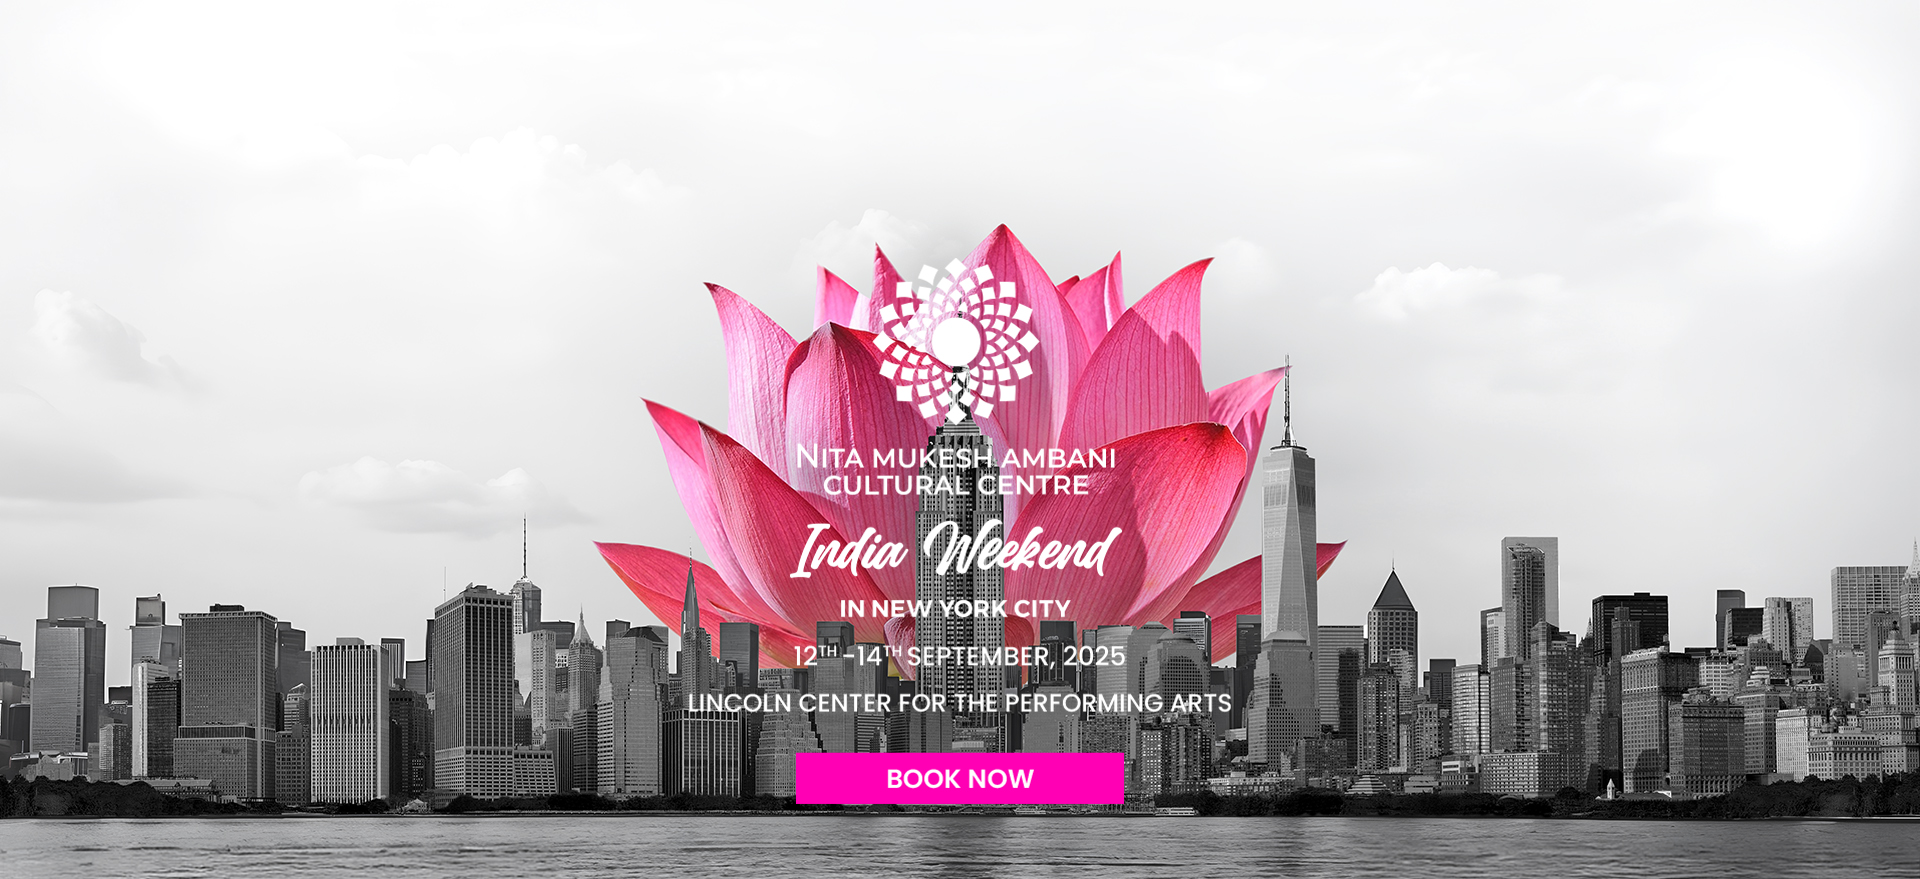 NITA MUKESH AMBANI
CULTURAL CENTRE
India Weekend
IN NEW YORK CITY
12TH -14TH SEPTEMBER, 2025
LINCOLN CENTER FOR THE PERFORMING ARTS
BOOK NOW